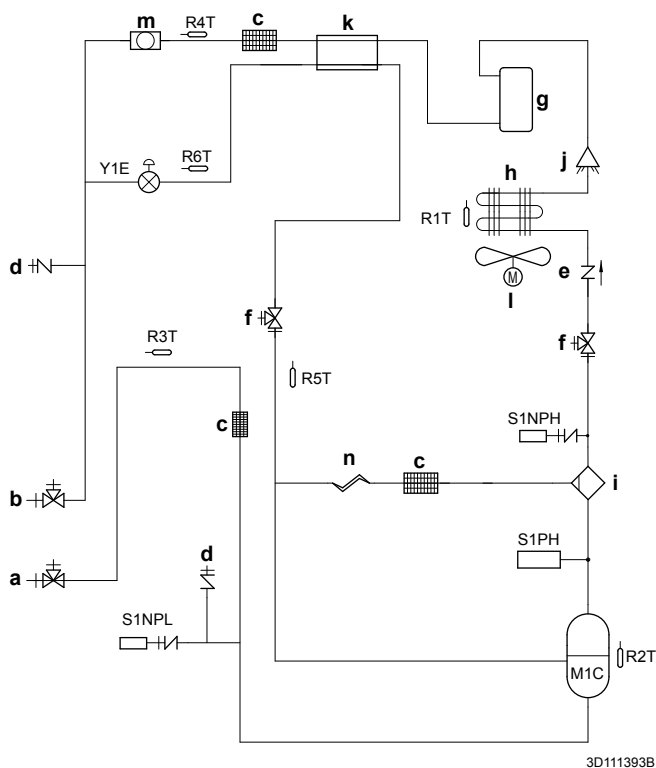 m
R4T
c
k
g
j
Y1E
R6T
h
R1T
d
e
M
l
f
f
R3T
R5T
c
S1NPH
n
c
b
i
S1PH
d
a
S1NPL
R2T
M1C
3D111393B